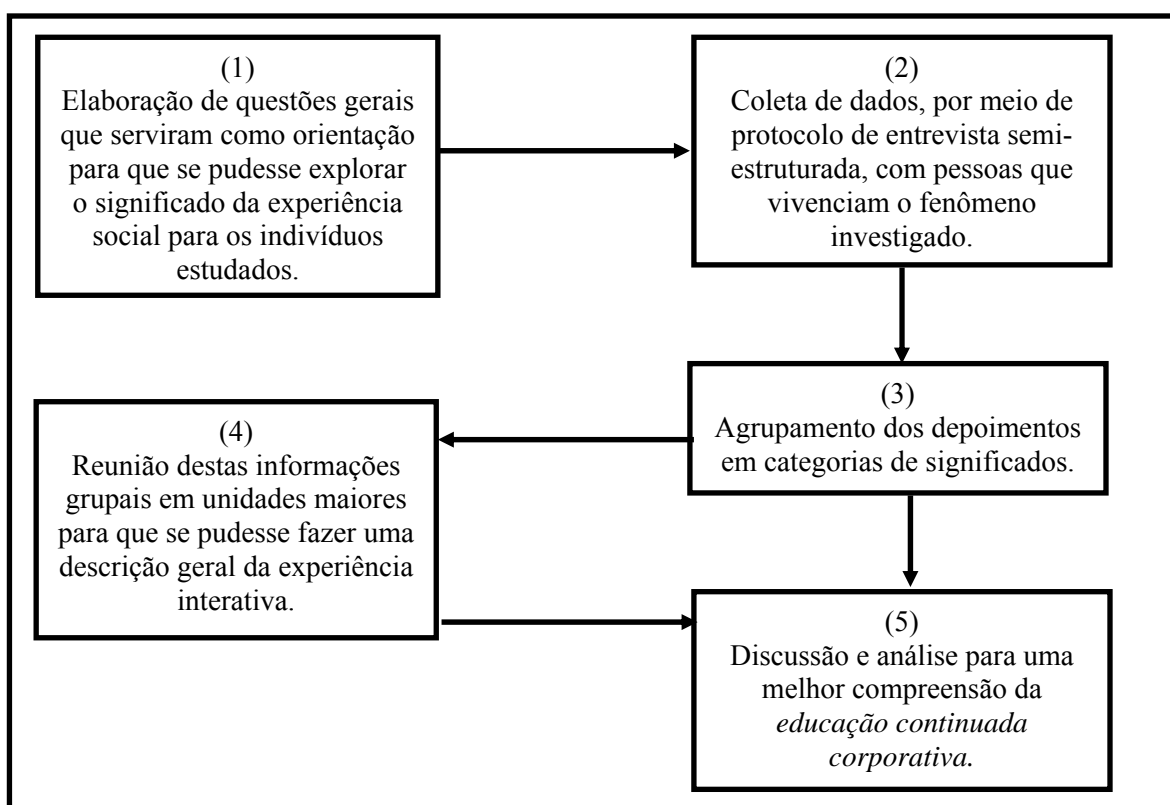 (1)
Elaboração de questões gerais
que serviram como orientação
para que se pudesse explorar
o significado da experiência
social para os indivíduos
estudados.
(2)
Coleta de dados, por meio de
protocolo de entrevista semi-
estruturada, com pessoas que
vivenciam o fenômeno
investigado.
(3)
Agrupamento dos depoimentos
em categorias de significados.
(4)
Reunião destas informações
grupais em unidades maiores
para que se pudesse fazer uma
descrição geral da experiência
interativa.
(5)
Discussão e análise para uma
melhor compreensão da
educação continuada
corporativa.